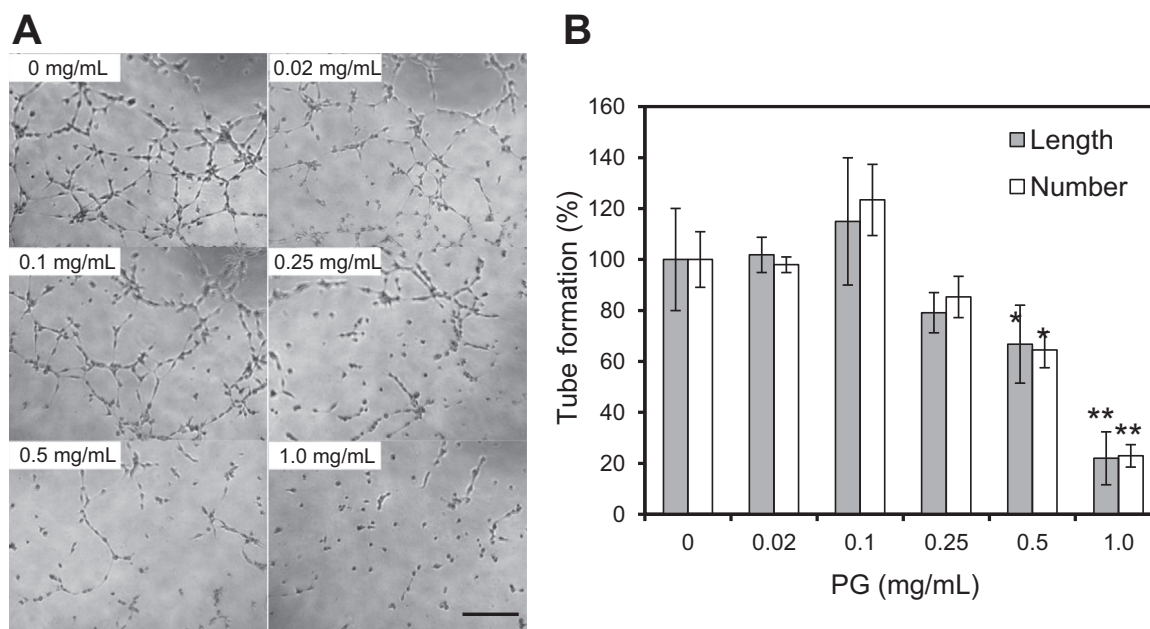 A
0 mg/mL
0.02 mg/mL
0.1 mg/mL
0.25 mg/mL
0.5 mg/mL
1.0 mg/mL
B
160
140
120
100
80
60
40
20
0
Tube formation (%)
Length
Number
*
*
**
**
0
0.02
0.1
0.25
0.5
1.0
PG (mg/mL)